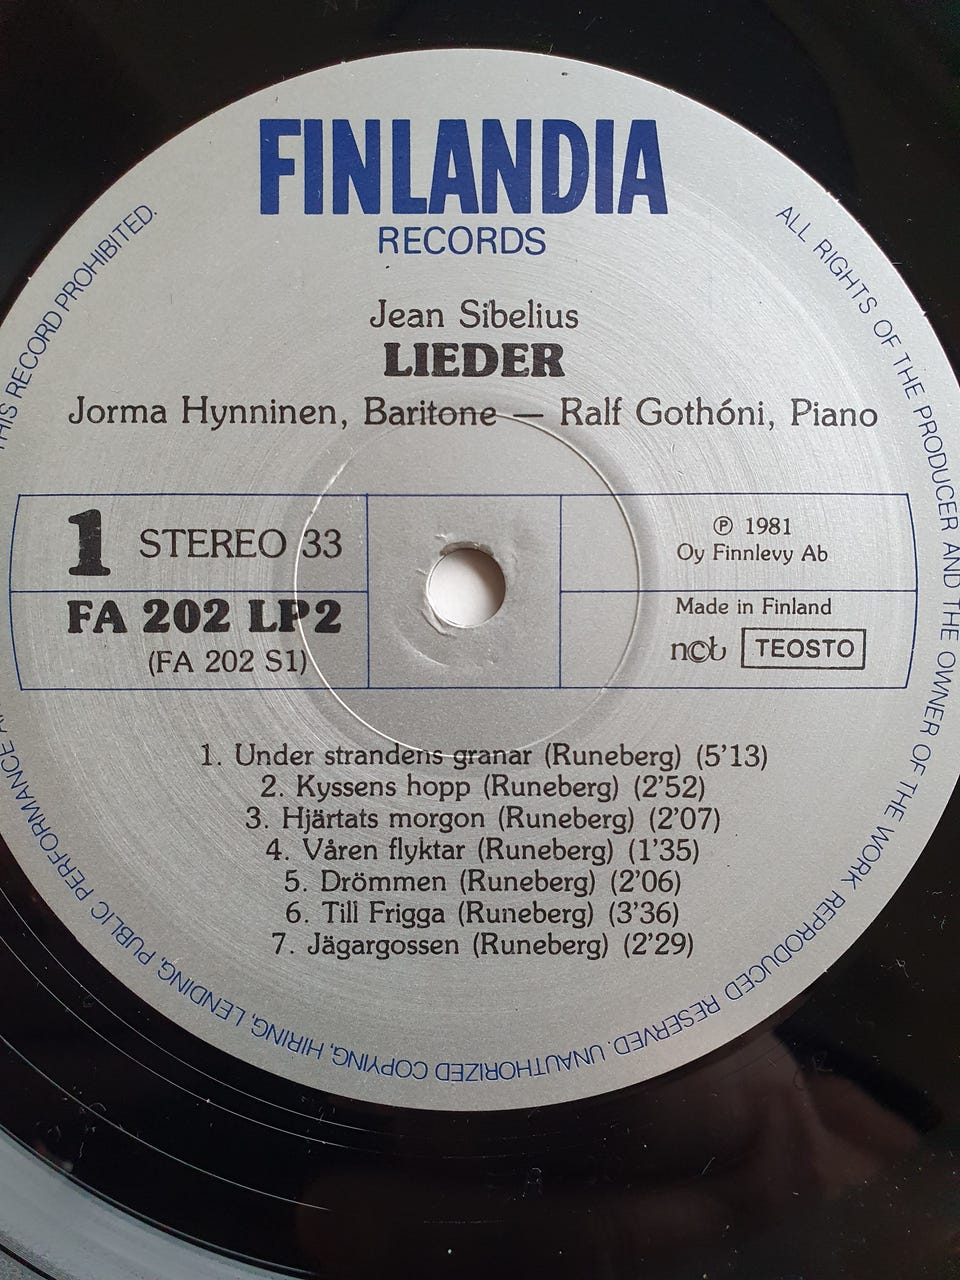 FINLANDIA
RECORDS
Jean Sibelius
LIEDER
Jorma Hynninen, Baritone — Ralf Gothóni, Piano
1 STEREO 33
FA 202 LP2
(FA 202 S1)
℗ 1981
Oy Finnlevy Ab
Made in Finland
ncb TEOSTO
1. Under strandens granar (Runeberg) (5'13)
2. Kyssens hopp (Runeberg) (2'52)
3. Hjärtats morgon (Runeberg) (2'07)
4. Våren flyktar (Runeberg) (1'35)
5. Drömmen (Runeberg) (2'06)
6. Till Frigga (Runeberg) (3'36)
7. Jägargossen (Runeberg) (2'29)
ALL RIGHTS OF THE PRODUCER AND THE OWNER OF THE WORK REPRODUCED RESERVED. UNAUTHORIZED COPYING, HIRING, LENDING, PUBLIC PERFORMANCE THIS RECORD PROHIBITED.